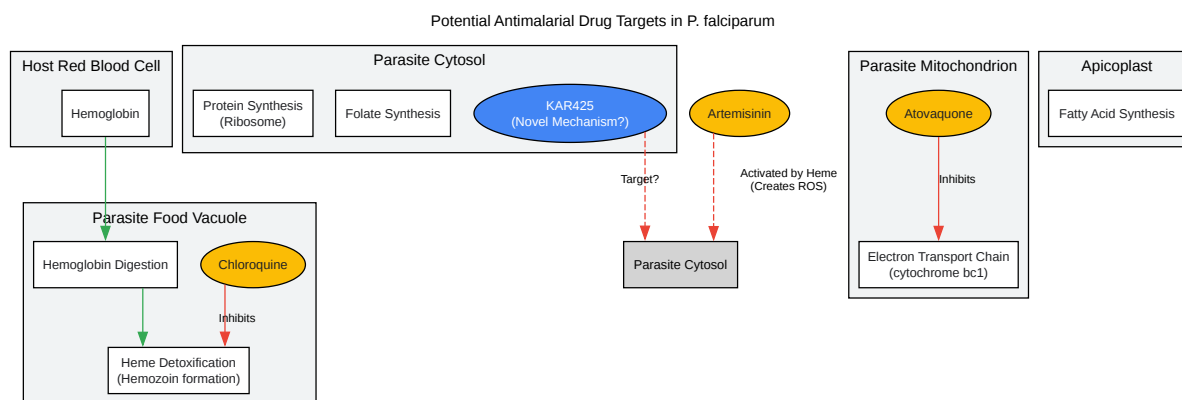 Potential Antimalarial Drug Targets in P. falciparum
Host Red Blood Cell
Hemoglobin
Parasite Cytosol
Protein Synthesis
(Ribosome)
Folate Synthesis
KAR425
(Novel Mechanism?)
Artemisinin
Parasite Mitochondrion
Atovaquone
Apicoplast
Fatty Acid Synthesis
Target?
Activated by Heme
(Creates ROS)
Inhibits
Parasite Food Vacuole
Hemoglobin Digestion
Chloroquine
Parasite Cytosol
Electron Transport Chain
(cytochrome bc1)
Inhibits
Heme Detoxification
(Hemozoin formation)